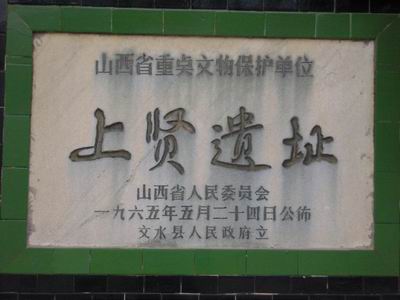 山西省重点文物保护单位
上贤遗址
山西省人民委员会
一九六五年五月二十四日公佈
文水县人民政府立